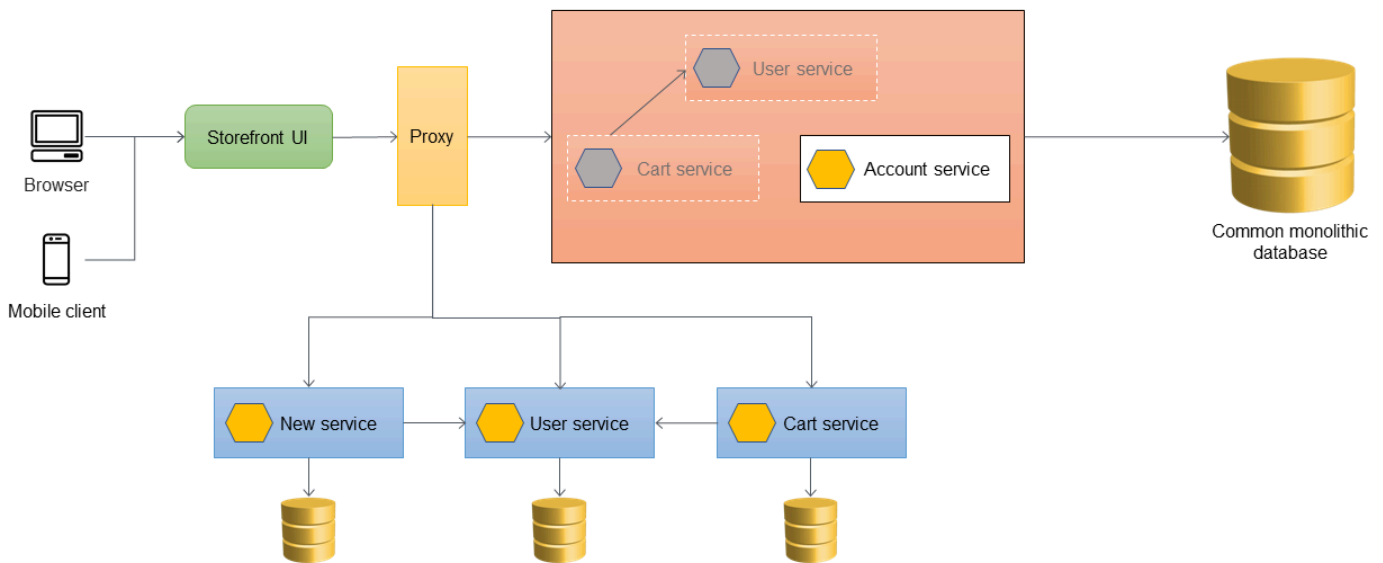 User service
Proxy
Storefront UI
Cart service
Account service
Browser
Common monolithic
database
Mobile client
New service
User service
Cart service